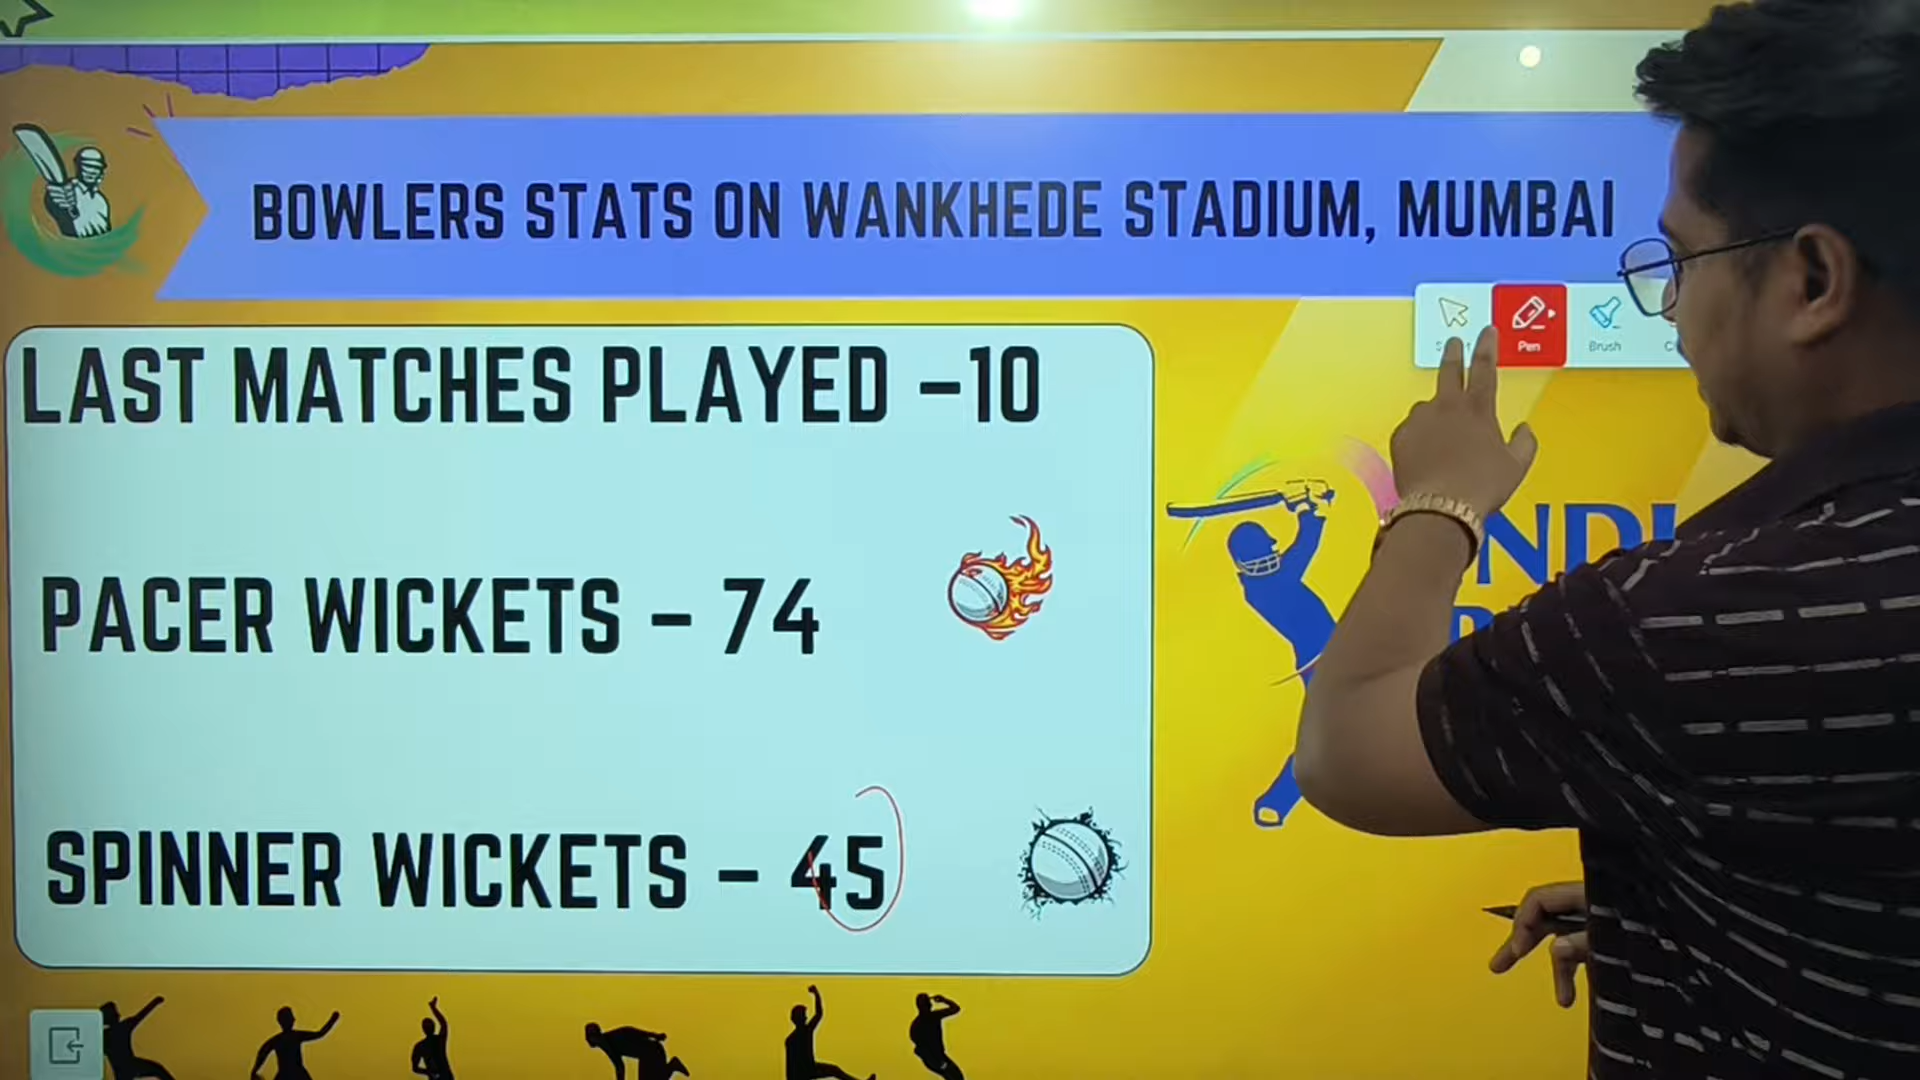 BOWLERS STATS ON WANKHEDE STADIUM, MUMBAI
Pen
Brush
LAST MATCHES PLAYED -10
PACER WICKETS - 74
SPINNER WICKETS - 45